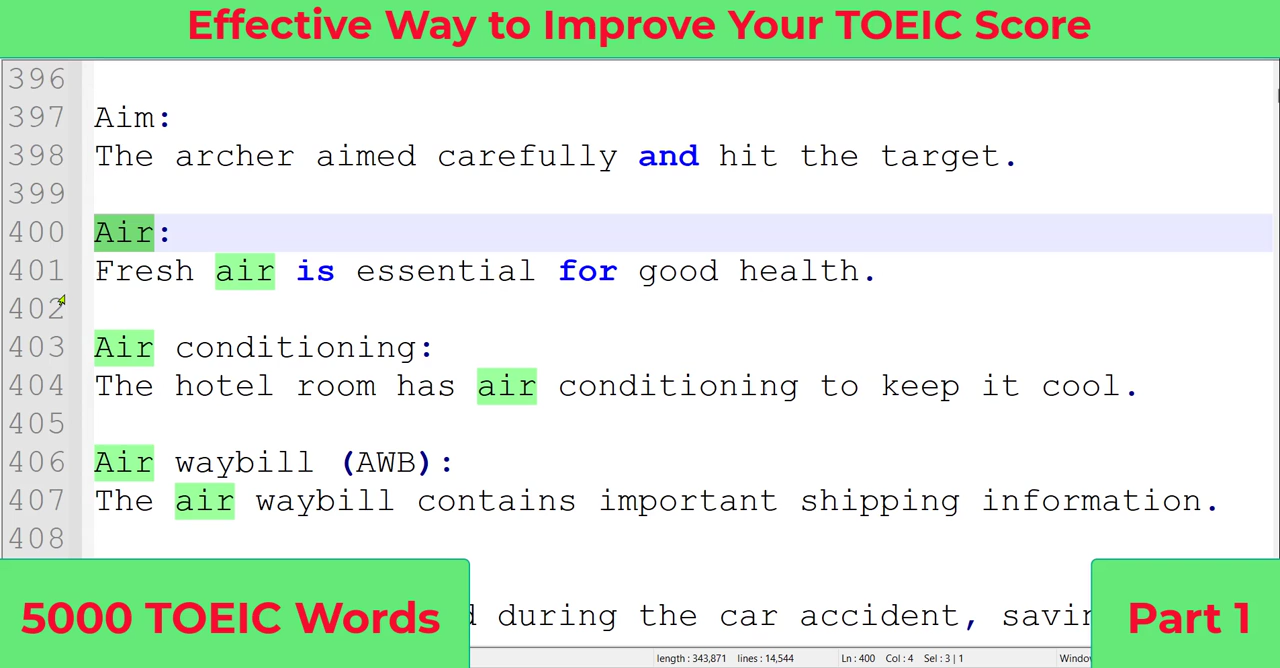 Effective Way to Improve Your TOEIC Score
396
397 Aim:
398 The archer aimed carefully and hit the target.
399
400 Air:
401 Fresh air is essential for good health.
402
403 Air conditioning:
404 The hotel room has air conditioning to keep it cool.
405
406 Air waybill (AWB):
407 The air waybill contains important shipping information.
408
during the car accident,
5000 TOEIC Words
Part 1
length : 343,871 lines : 14,544 Ln : 400 Col : 4 Sel : 3 | 1